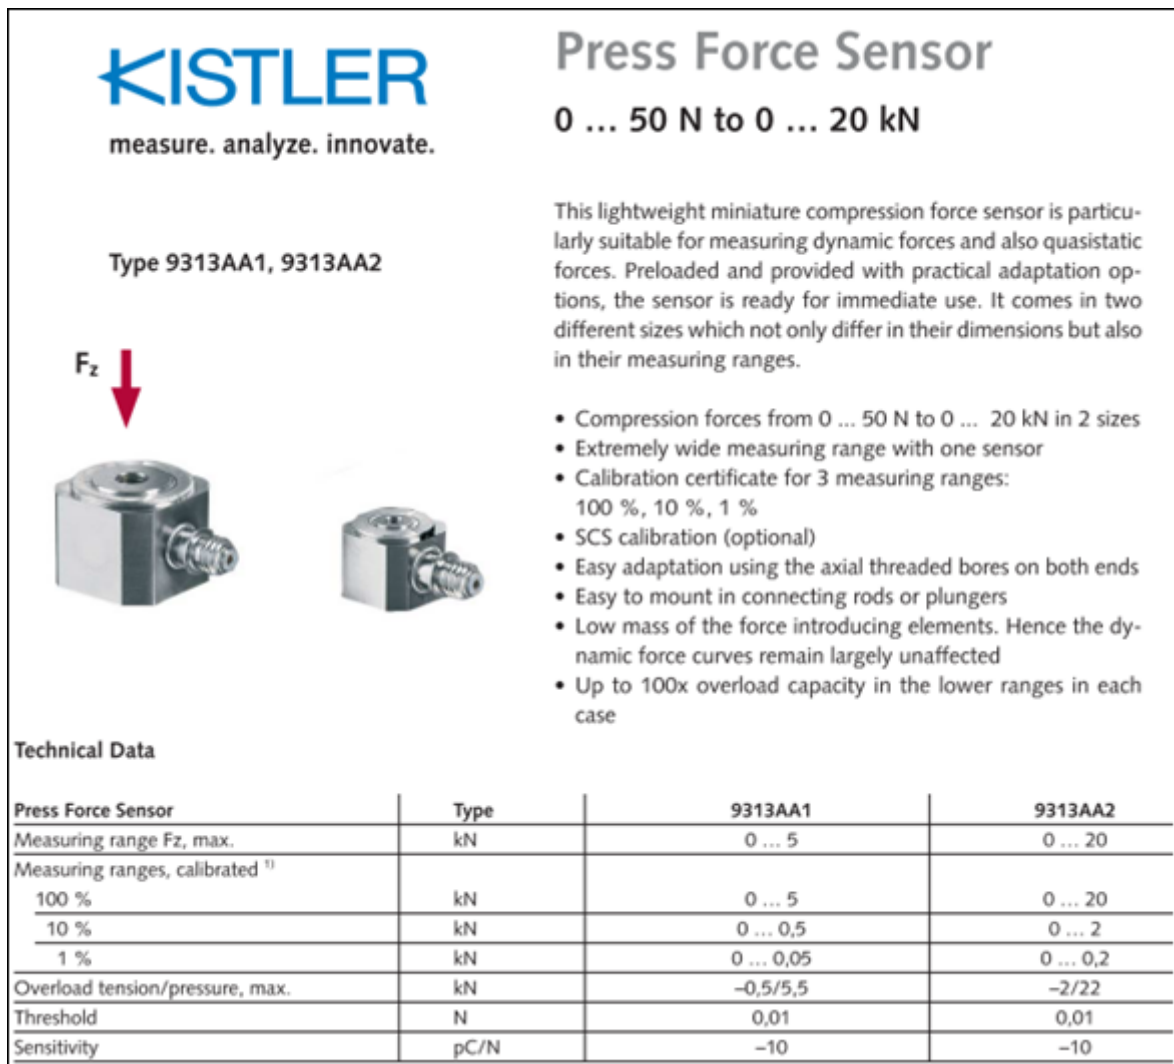 KISTLER
measure. analyze. innovate.
Press Force Sensor
0 ... 50 N to 0 ... 20 kN
Type 9313AA1, 9313AA2
Fz
This lightweight miniature compression force sensor is particu-
larly suitable for measuring dynamic forces and also quasistatic
forces. Preloaded and provided with practical adaptation op-
tions, the sensor is ready for immediate use. It comes in two
different sizes which not only differ in their dimensions but also
in their measuring ranges.
• Compression forces from 0 ... 50 N to 0 ... 20 kN in 2 sizes
• Extremely wide measuring range with one sensor
• Calibration certificate for 3 measuring ranges:
100 %, 10 %, 1 %
• SCS calibration (optional)
• Easy adaptation using the axial threaded bores on both ends
• Easy to mount in connecting rods or plungers
• Low mass of the force introducing elements. Hence the dy-
namic force curves remain largely unaffected
• Up to 100x overload capacity in the lower ranges in each
case
Technical Data
Press Force Sensor Type 9313AA1 9313AA2
Measuring range Fz, max. kN 0 ... 5 0 ... 20
Measuring ranges, calibrated 1)
100 % kN 0 ... 5 0 ... 20
10 % kN 0 ... 0,5 0 ... 2
1 % kN 0 ... 0,05 0 ... 0,2
Overload tension/pressure, max. kN –0,5/5,5 –2/22
Threshold N 0,01 0,01
Sensitivity pC/N –10 –10